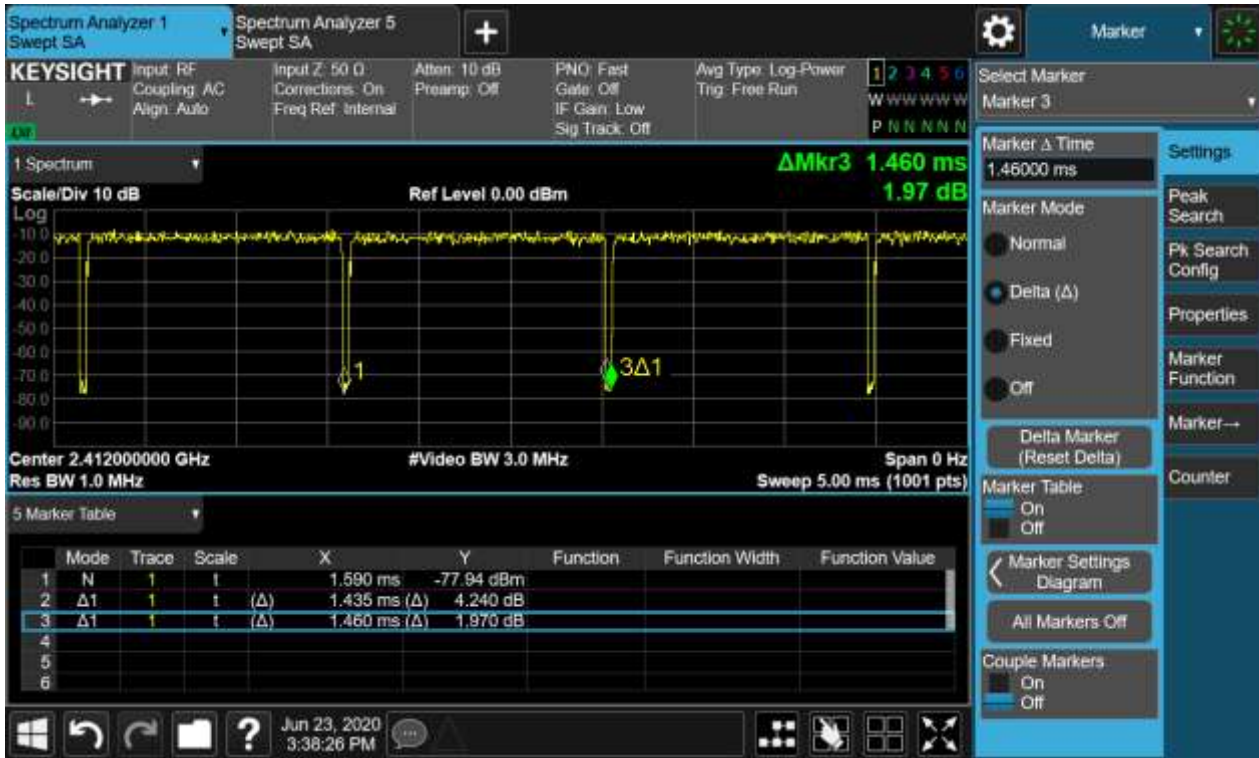 Spectrum Analyzer 1
Swept SA
Spectrum Analyzer 5
Swept SA
Marker
KEYSIGHT
L
Input: RF
Coupling: AC
Align: Auto
Input Z: 50 Ω
Corrections: On
Freq Ref: Internal
Atten: 10 dB
Preamp: Off
PNO: Fast
Gate: Off
IF Gain: Low
Sig Track: Off
Avg Type: Log-Power
Trig: Free Run
1 2 3 4 5 6
W W W W W W
P N N N N N
Select Marker
Marker 3
1 Spectrum
Scale/Div 10 dB
Ref Level 0.00 dBm
ΔMkr3 1.460 ms
1.97 dB
Log
-10.0
-20.0
-30.0
-40.0
-50.0
-60.0
-70.0
-80.0
-90.0
1
3Δ1
Center 2.412000000 GHz
#Video BW 3.0 MHz
Span 0 Hz
Res BW 1.0 MHz
Sweep 5.00 ms (1001 pts)
5 Marker Table
Mode Trace Scale X Y Function Function Width Function Value
1 N 1 t 1.590 ms -77.94 dBm
2 Δ1 1 t (Δ) 1.435 ms (Δ) 4.240 dB
3 Δ1 1 t (Δ) 1.460 ms (Δ) 1.970 dB
4
5
6
Jun 23, 2020
3:38:26 PM
Marker Δ Time
1.46000 ms
Marker Mode
Normal
Delta (Δ)
Fixed
Off
Delta Marker
(Reset Delta)
Marker Table
On
Off
Marker Settings
Diagram
All Markers Off
Couple Markers
On
Off
Settings
Peak
Search
Pk Search
Config
Properties
Marker
Function
Marker→
Counter